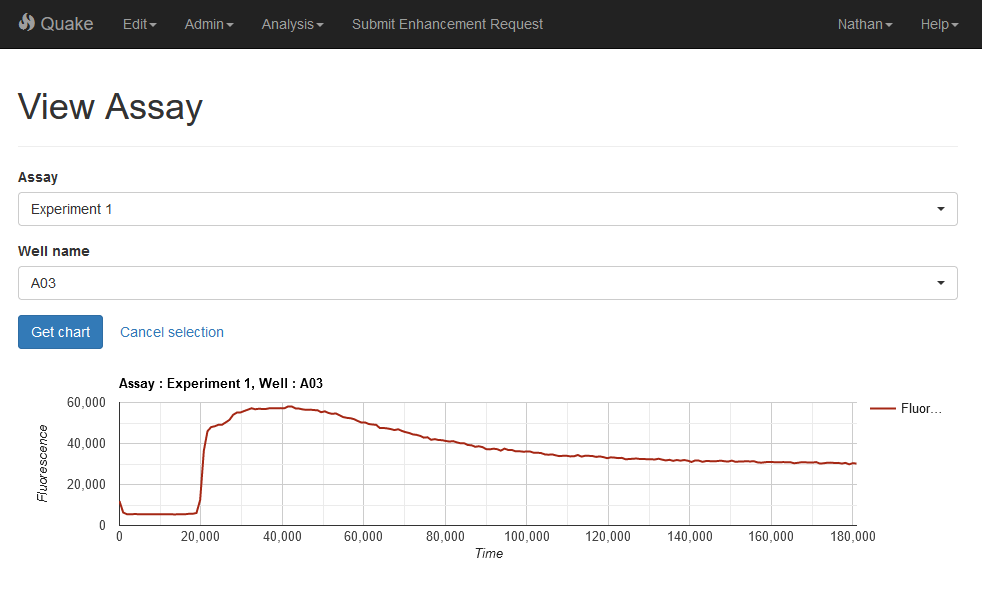 Quake Edit Admin Analysis Submit Enhancement Request Nathan Help
View Assay
Assay
Experiment 1
Well name
A03
Get chart Cancel selection
Assay : Experiment 1, Well : A03
60,000
40,000
20,000
0
Fluorescence
Fluor...
0 20,000 40,000 60,000 80,000 100,000 120,000 140,000 160,000 180,000
Time